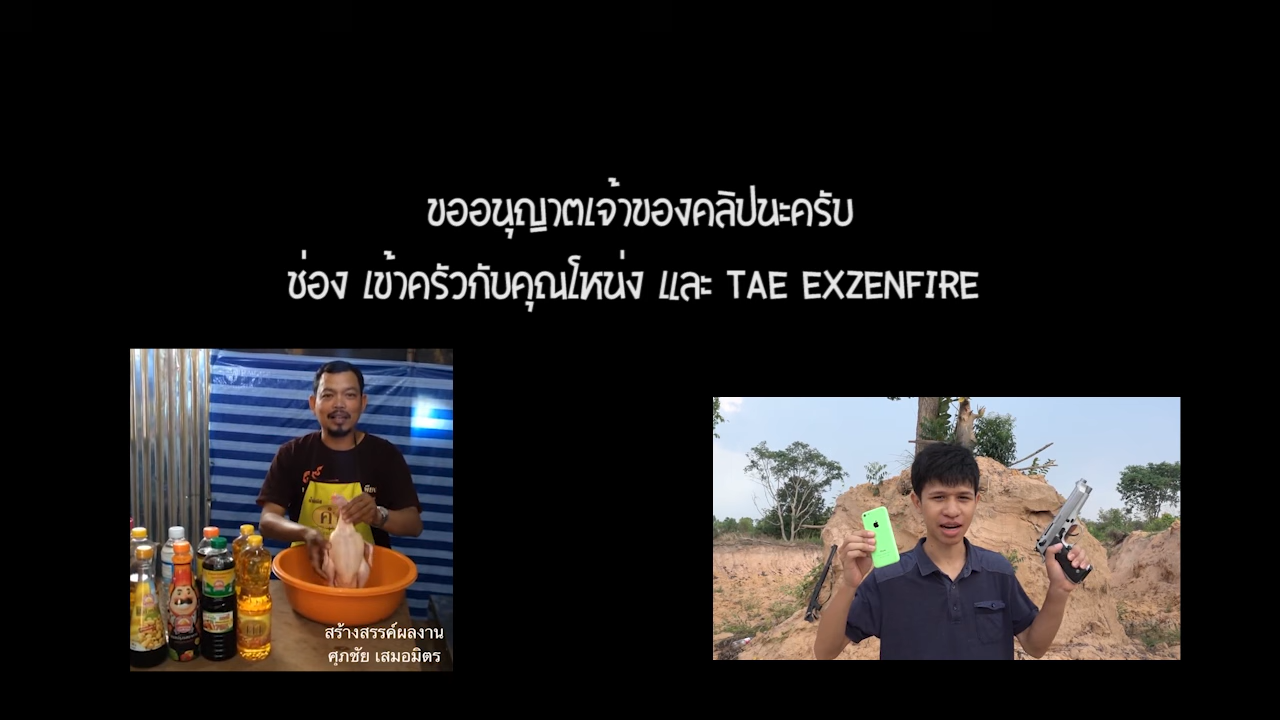 ขออนุญาตเจ้าของคลิปนะครับ
ช่อง เข้าครัวกับคุณโหน่ง และ TAE EXZENFIRE
สร้างสรรค์ผลงาน
ศุภชัย เสมอมิตร